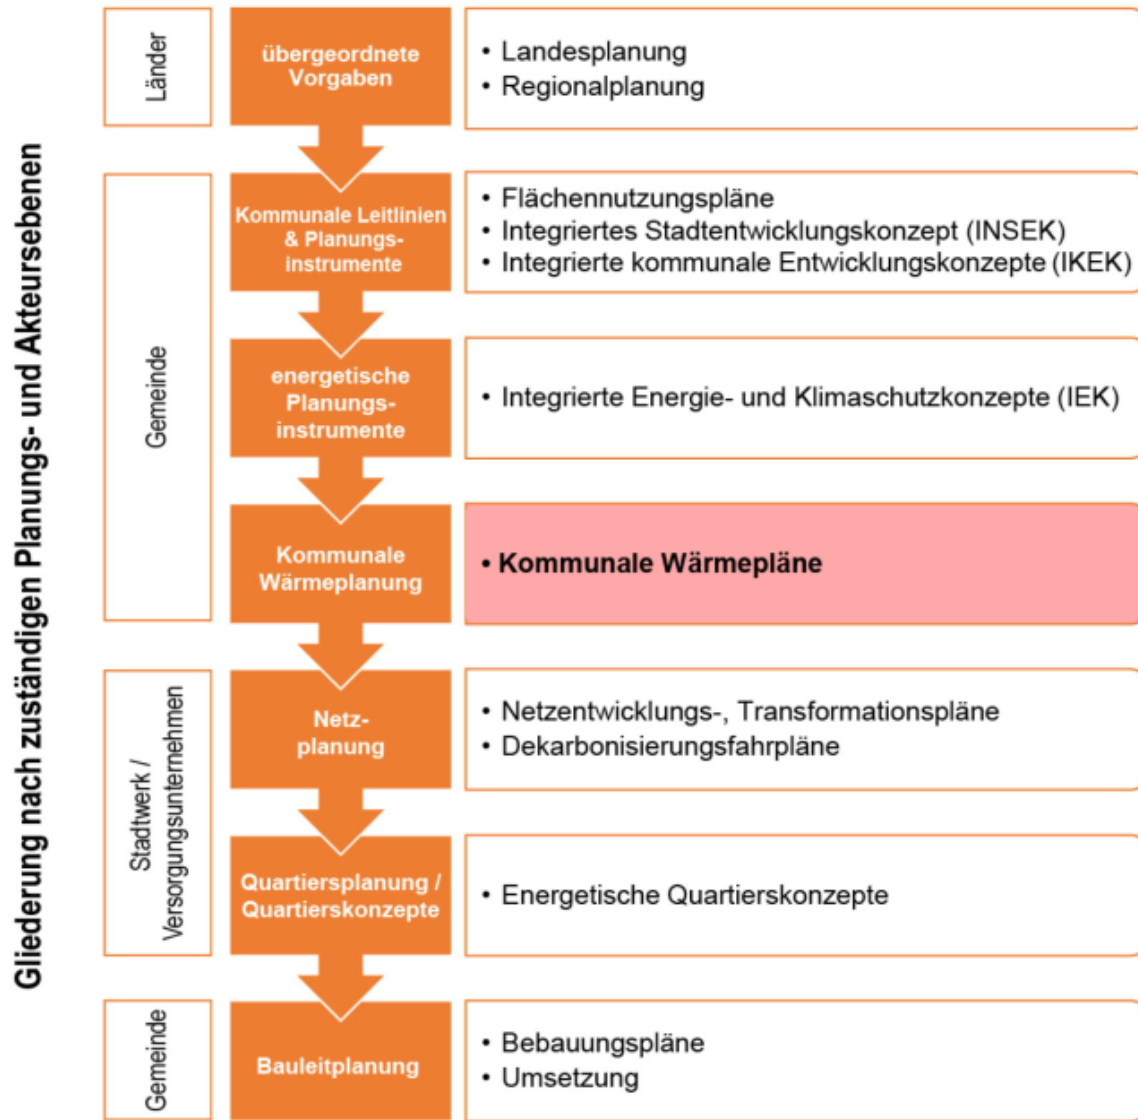 Gliederung nach zuständigen Planungs- und Akteursebenen
Länder
übergeordnete
Vorgaben
• Landesplanung
• Regionalplanung
Gemeinde
Kommunale Leitlinien
& Planungs-
instrumente
• Flächennutzungspläne
• Integriertes Stadtentwicklungskonzept (INSEK)
• Integrierte kommunale Entwicklungskonzepte (IKEK)
energetische
Planungs-
instrumente
• Integrierte Energie- und Klimaschutzkonzepte (IEK)
Kommunale
Wärmeplanung
• Kommunale Wärmepläne
Stadtwerk /
Versorgungsunternehmen
Netz-
planung
• Netzentwicklungs-, Transformationspläne
• Dekarbonisierungsfahrpläne
Quartiersplanung /
Quartierskonzepte
• Energetische Quartierskonzepte
Gemeinde
Bauleitplanung
• Bebauungspläne
• Umsetzung